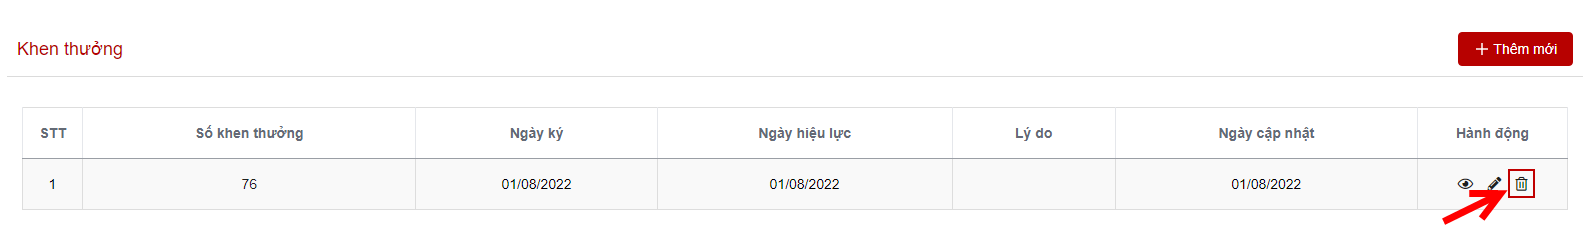 Khen thưởng
Thêm mới
STT Số khen thưởng Ngày ký Ngày hiệu lực Lý do Ngày cập nhật Hành động
1 76 01/08/2022 01/08/2022 01/08/2022